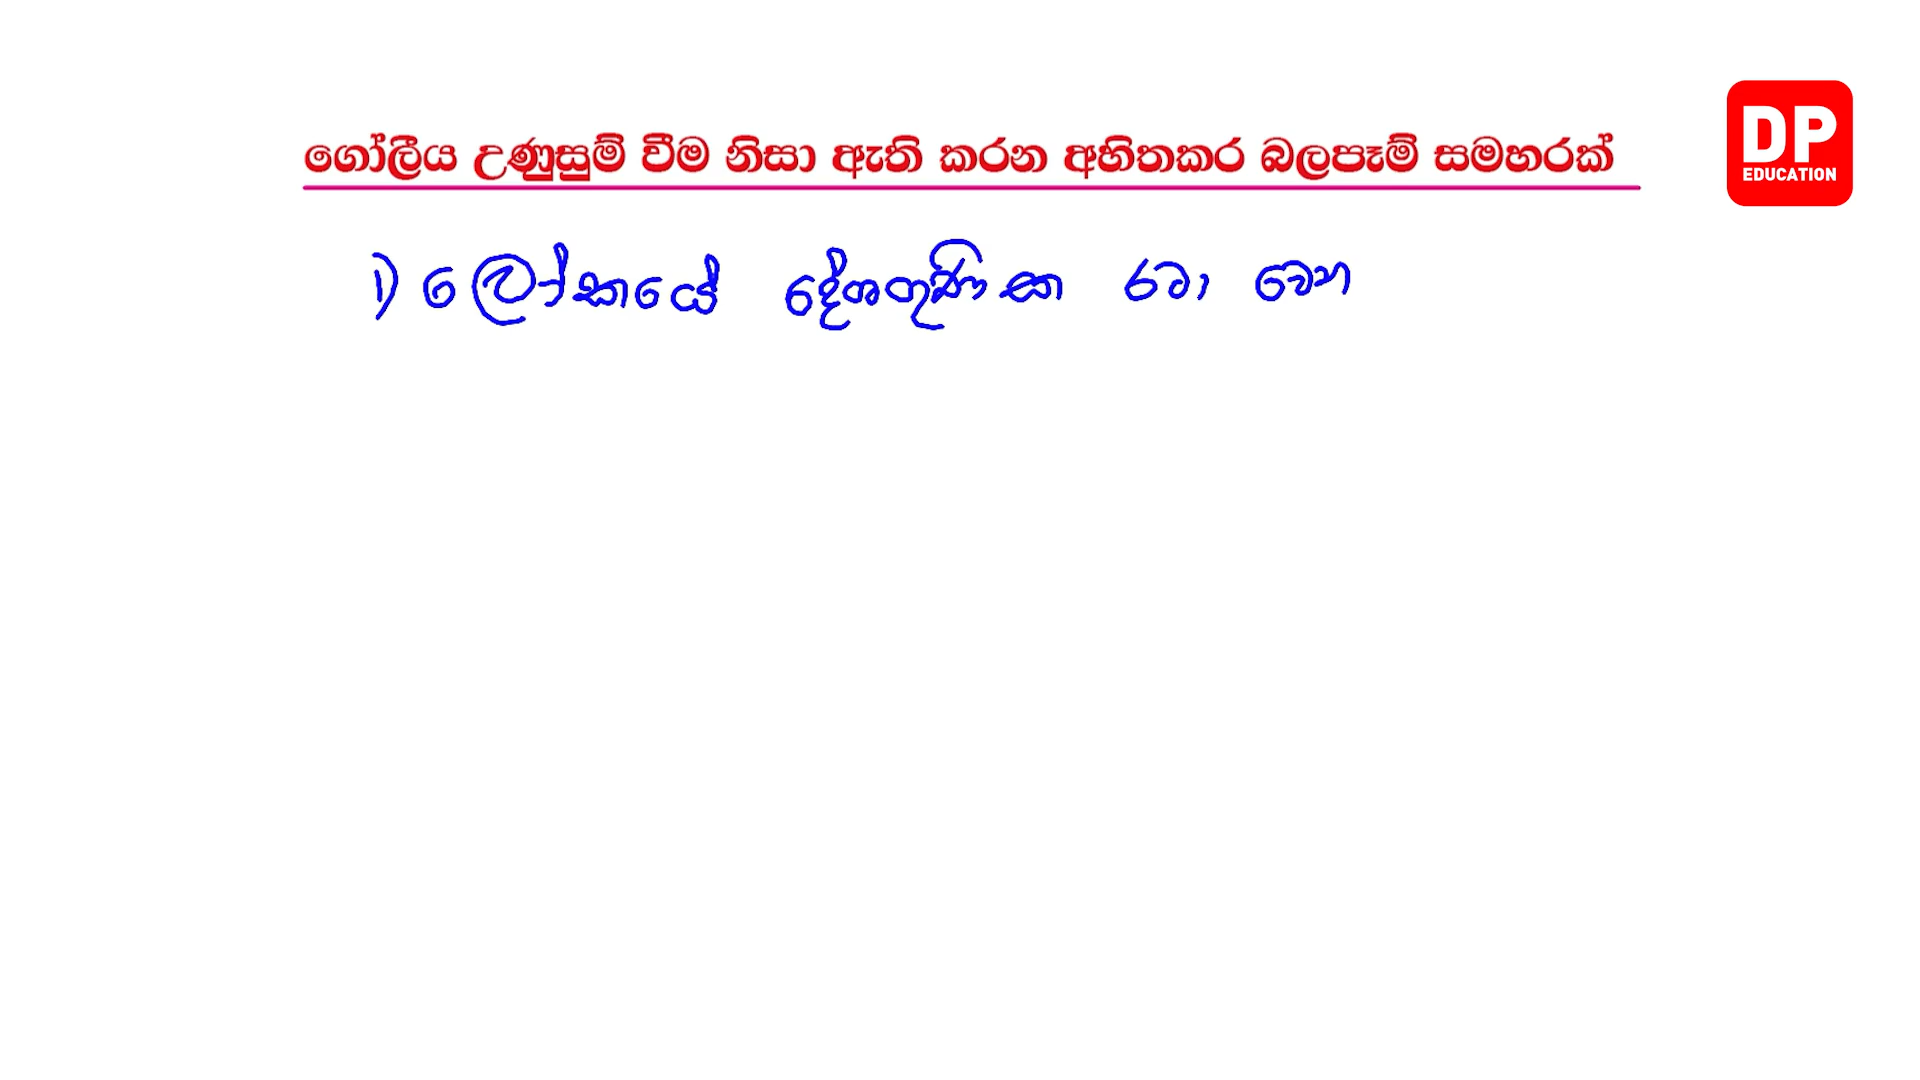 ගෝලීය උණුසුම් වීම නිසා ඇති කරන අහිතකර බලපෑම් සමහරක්
DP
EDUCATION
1) ලෝකයේ දේශගුණික රටා වෙන